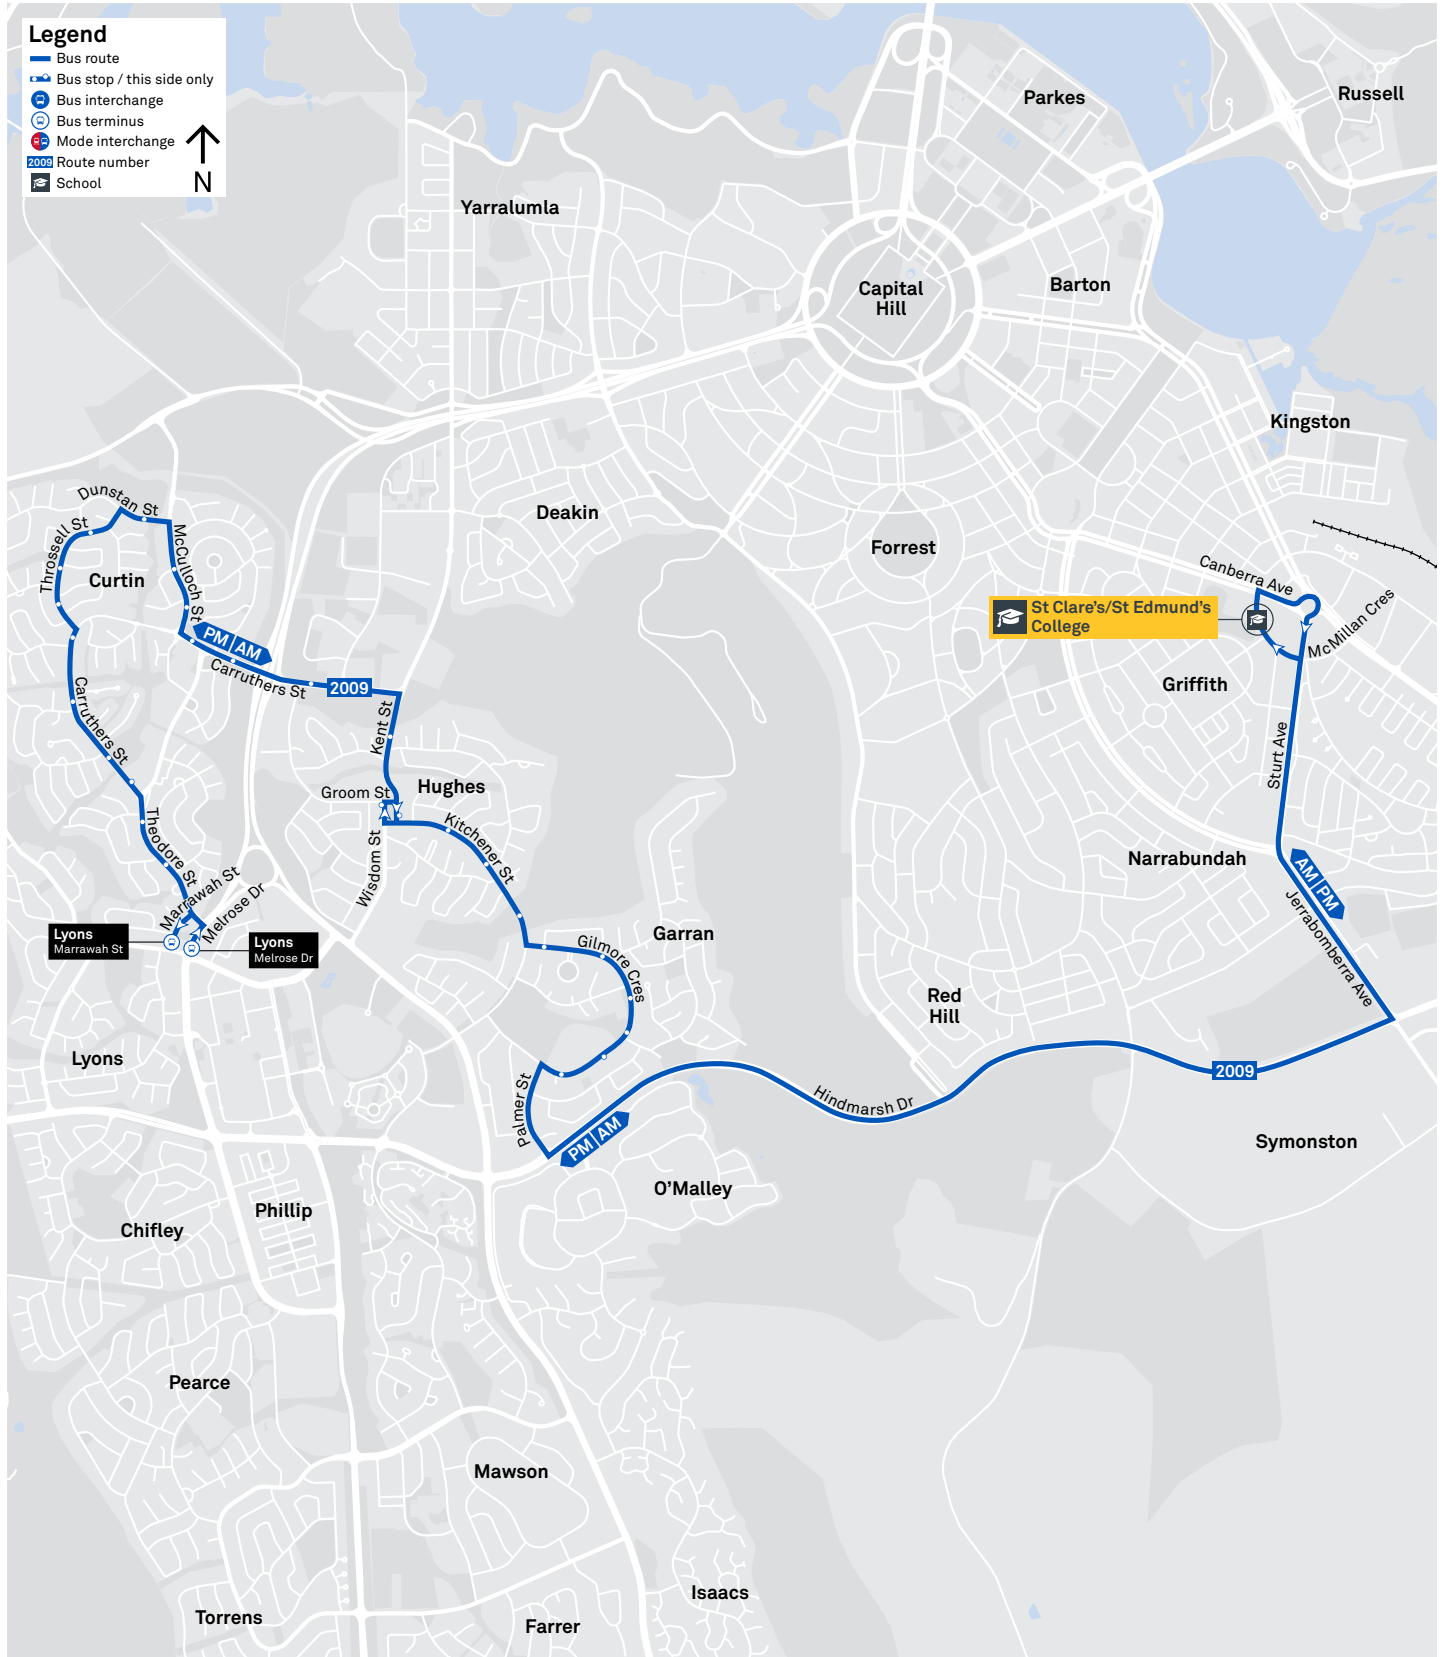 Legend
Bus route
Bus stop / this side only
Bus interchange
Bus terminus
Mode interchange
2009 Route number
School
N
Parkes
Russell
Yarralumla
Capital
Hill
Barton
Kingston
Deakin
Forrest
Dunstan St
Throssell St
McCulloch St
Curtin
Canberra Ave
St Clare's/St Edmund's
College
McMillan Cres
PM AM
Carruthers St
2009
Griffith
Carruthers St
Kent St
Sturt Ave
Hughes
Groom St
Theodore St
Kitchener St
Wisdom St
Narrabundah
AM PM
Marrawah St
Melrose Dr
Jerrabomberra Ave
Lyons
Marrawah St
Lyons
Melrose Dr
Garran
Gilmore Cres
Red
Hill
Lyons
2009
Palmer St
Hindmarsh Dr
PM AM
Symonston
O'Malley
Phillip
Chifley
Pearce
Mawson
Isaacs
Torrens
Farrer